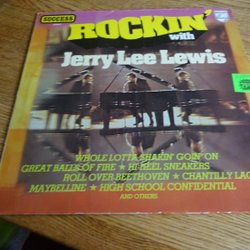 SUCCESS
ROCKIN'
with
Jerry Lee Lewis
WHOLE LOTTA SHAKIN' GOIN' ON
GREAT BALLS OF FIRE ★ HI-HEEL SNEAKERS
ROLL OVER BEETHOVEN ★ CHANTILLY LAC
MAYBELLINE ★ HIGH SCHOOL CONFIDENTIAL
AND OTHERS